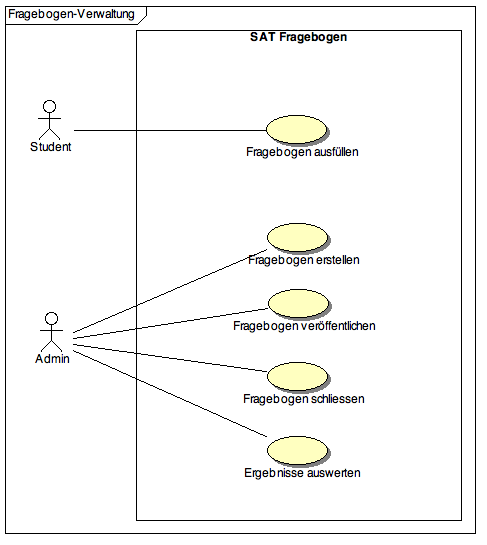 Fragebogen-Verwaltung
SAT Fragebogen
Student
Fragebogen ausfüllen
Fragebogen erstellen
Fragebogen veröffentlichen
Admin
Fragebogen schliessen
Ergebnisse auswerten